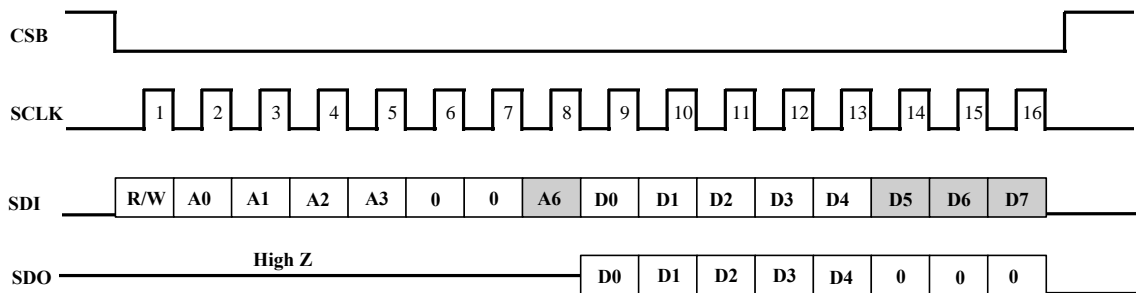 CSB
SCLK 1 2 3 4 5 6 7 8 9 10 11 12 13 14 15 16
SDI R/W A0 A1 A2 A3 0 0 A6 D0 D1 D2 D3 D4 D5 D6 D7
High Z
SDO D0 D1 D2 D3 D4 0 0 0